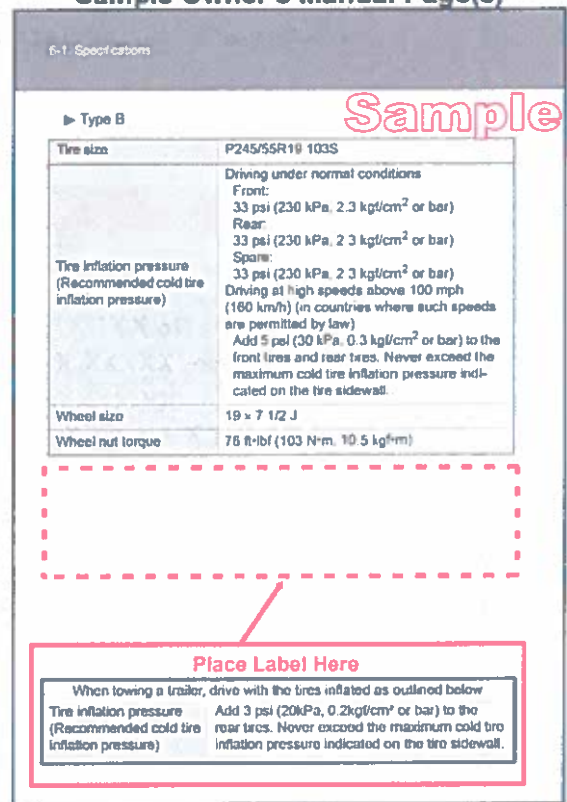 Sample Owner's Manual Page(s)
6-1. Specifications
Sample
▶ Type B
Tire size P245/55R19 103S
Tire inflation pressure
(Recommended cold tire
inflation pressure)
Driving under normal conditions
Front:
33 psi (230 kPa, 2.3 kgf/cm² or bar)
Rear:
33 psi (230 kPa, 2.3 kgf/cm² or bar)
Spare:
33 psi (230 kPa, 2.3 kgf/cm² or bar)
Driving at high speeds above 100 mph
(160 km/h) (in countries where such speeds
are permitted by law)
Add 5 psi (30 kPa, 0.3 kgf/cm² or bar) to the
front tires and rear tires. Never exceed the
maximum cold tire inflation pressure indi-
cated on the tire sidewall.
Wheel size 19 × 7 1/2 J
Wheel nut torque 76 ft•lbf (103 N•m, 10.5 kgf•m)
Place Label Here
When towing a trailer, drive with the tires inflated as outlined below
Tire inflation pressure
(Recommended cold tire
inflation pressure)
Add 3 psi (20kPa, 0.2kgf/cm² or bar) to the
rear tires. Never exceed the maximum cold tire
inflation pressure indicated on the tire sidewall.